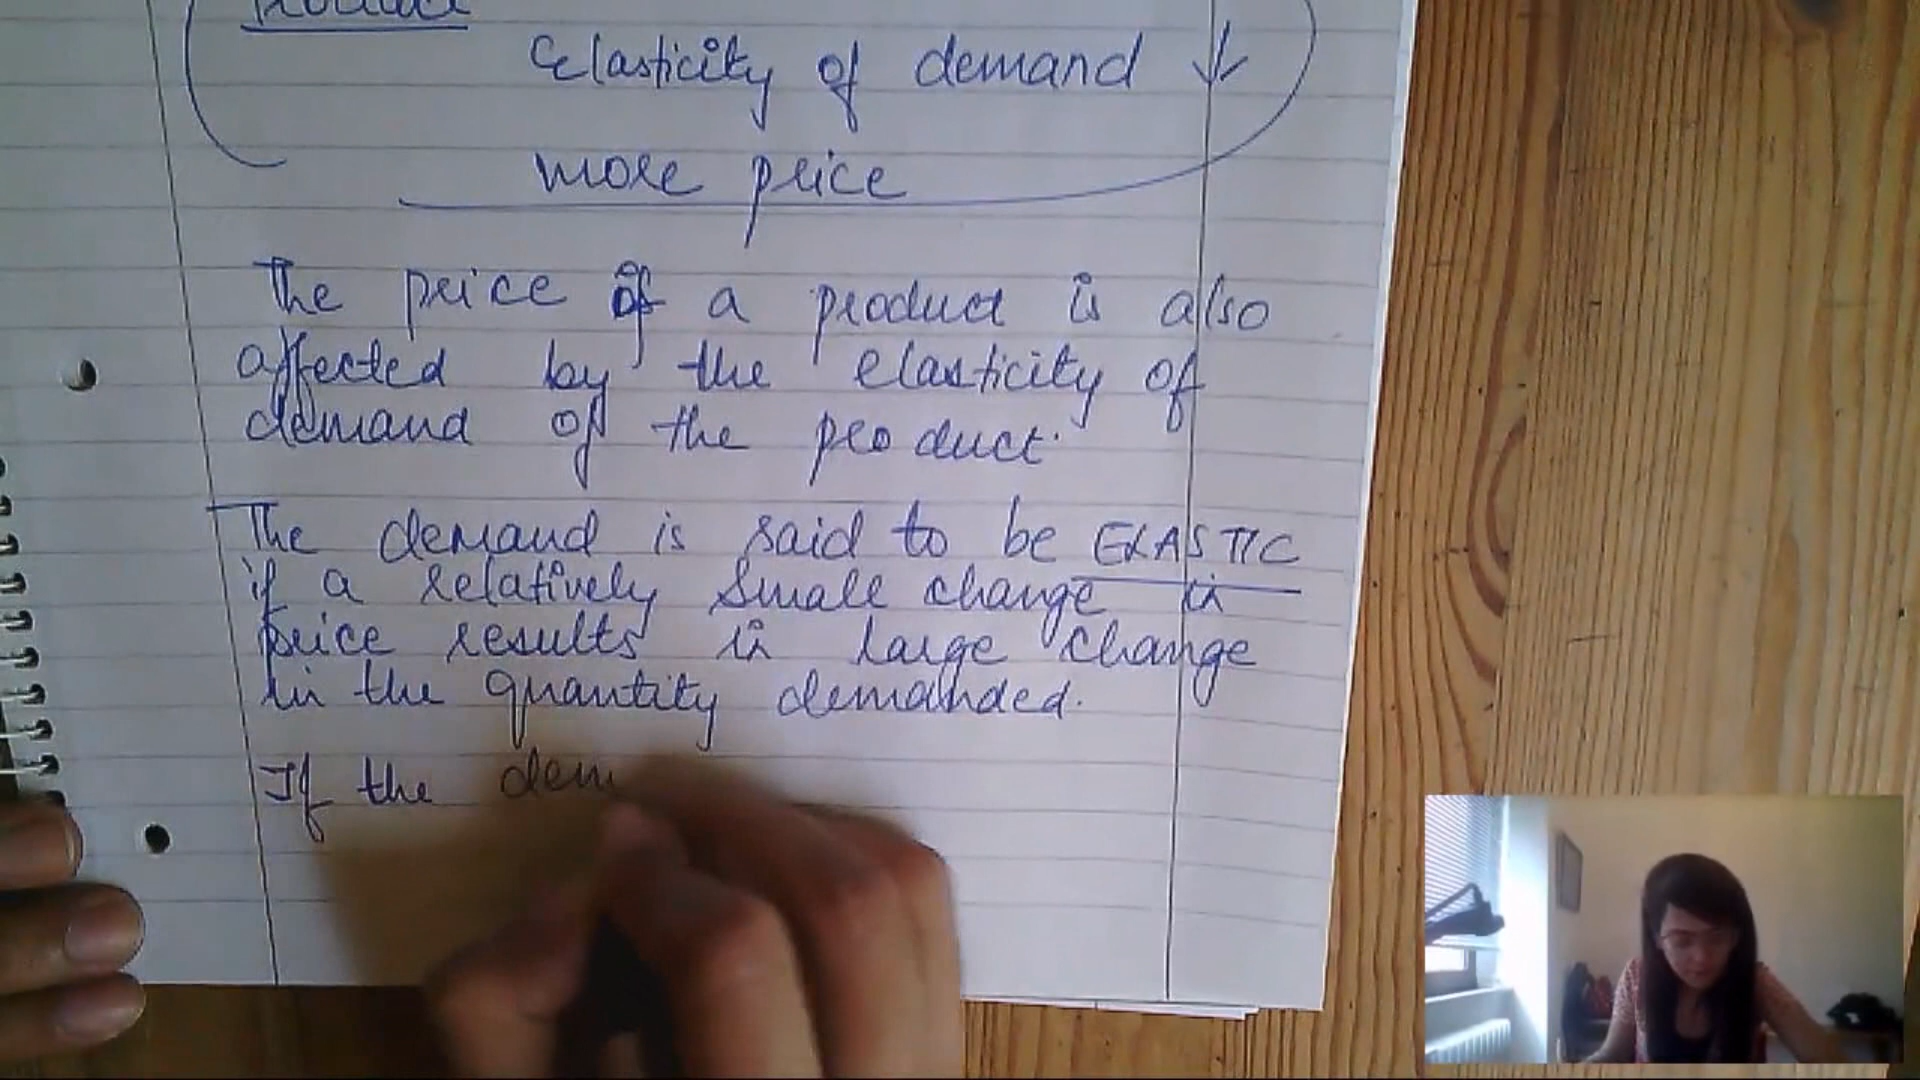 Product
Elasticity of demand ↓
more price
The price of a product is also
affected by the elasticity of
demand of the product.
The demand is said to be ELASTIC
if a relatively small change in
price results in large change
in the quantity demanded.
If the dem